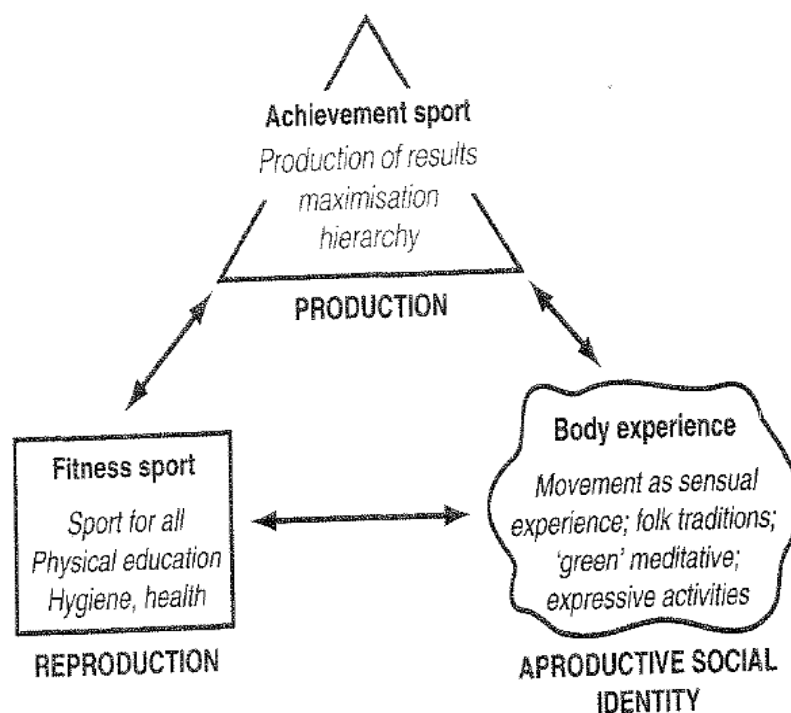 Achievement sport
Production of results
maximisation
hierarchy
PRODUCTION
Fitness sport
Sport for all
Physical education
Hygiene, health
REPRODUCTION
Body experience
Movement as sensual
experience; folk traditions;
‘green’ meditative;
expressive activities
APRODUCTIVE SOCIAL
IDENTITY